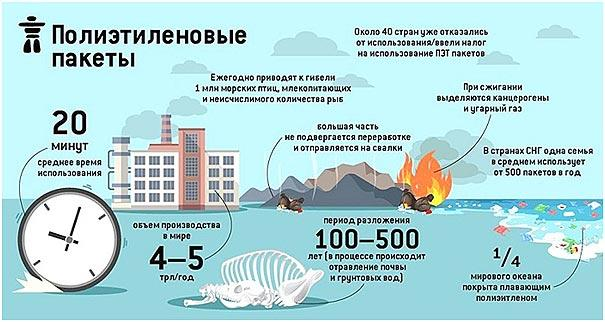 Полиэтиленовые
пакеты
Около 40 стран уже отказались
от использования/ввели налог
на использование ПЭТ пакетов
Ежегодно приводят к гибели
1 млн морских птиц, млекопитающих
и неисчислимого количества рыб
При сжигании
выделяются канцерогены
и угарный газ
20
минут
среднее время
использования
большая часть
не подвергается переработке
и отправляется на свалки
В странах СНГ одна семья
в среднем использует
от 500 пакетов в год
объем производства
в мире
4–5
трл/год
период разложения
100–500
лет (в процессе происходит
отравление почвы
и грунтовых вод)
1/4
мирового океана
покрыта плавающим
полиэтиленом